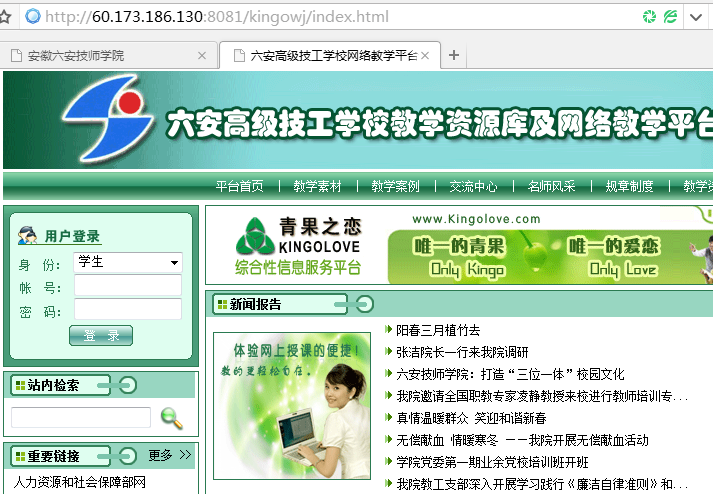 http://60.173.186.130:8081/kingowj/index.html
安徽六安技师学院
六安高级技工学校网络教学平台
六安高级技工学校教学资源库及网络教学平台
平台首页 | 教学素材 | 教学案例 | 交流中心 | 名师风采 | 规章制度 | 教学资
用户登录
身 份： 学生
帐 号：
密 码：
登 录
青果之恋
KINGOLOVE
综合性信息服务平台
www.Kingolove.com
唯一的青果 唯一的爱恋
Only Kingo Only Love
站内检索
重要链接 更多 >>
人力资源和社会保障部网
新闻报告
体验网上授课的便捷！
教的更轻松自在。
阳春三月植竹去
张洁院长一行来我院调研
六安技师学院：打造“三位一体”校园文化
我院邀请全国职教专家凌静教授来校进行教师培训专...
真情温暖群众 笑迎和谐新春
无偿献血 情暖寒冬 －－我院开展无偿献血活动
学院党委第一期业余党校培训班开班
我院教工支部深入开展学习践行《廉洁自律准则》和...